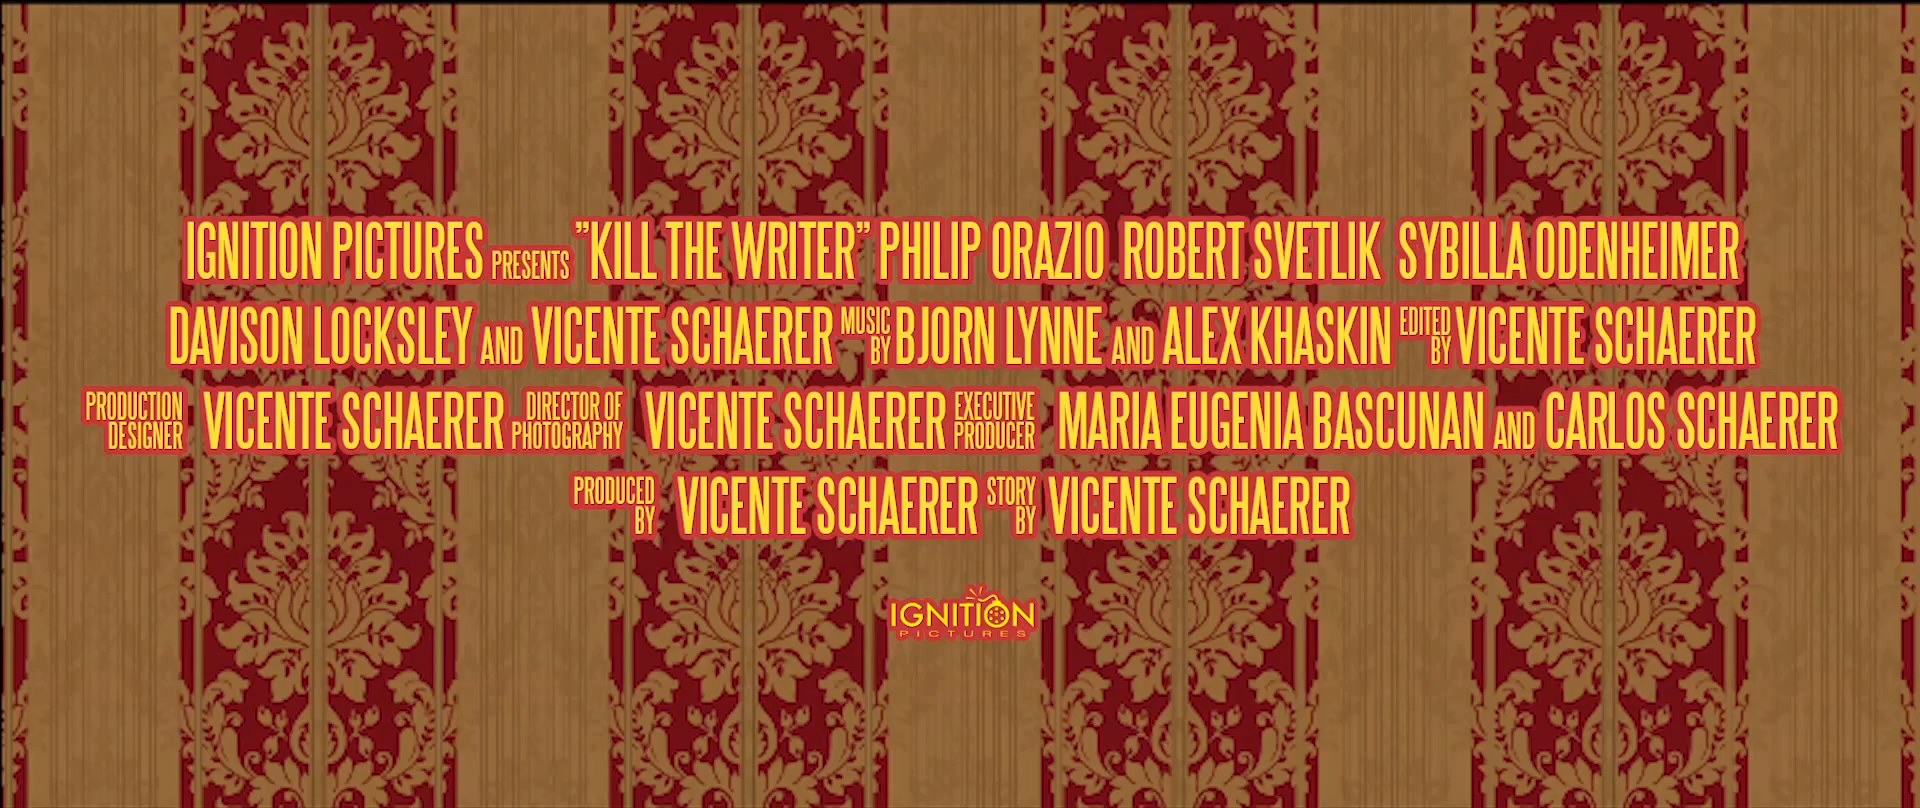 IGNITION PICTURES PRESENTS "KILL THE WRITER" PHILIP ORAZIO ROBERT SVETLIK SYBILLA ODENHEIMER
DAVISON LOCKSLEY AND VICENTE SCHAERER MUSIC BY BJORN LYNNE AND ALEX KHASKIN EDITED BY VICENTE SCHAERER
PRODUCTION DESIGNER VICENTE SCHAERER DIRECTOR OF PHOTOGRAPHY VICENTE SCHAERER EXECUTIVE PRODUCER MARIA EUGENIA BASCUNAN AND CARLOS SCHAERER
PRODUCED BY VICENTE SCHAERER STORY BY VICENTE SCHAERER
IGNITION
PICTURES